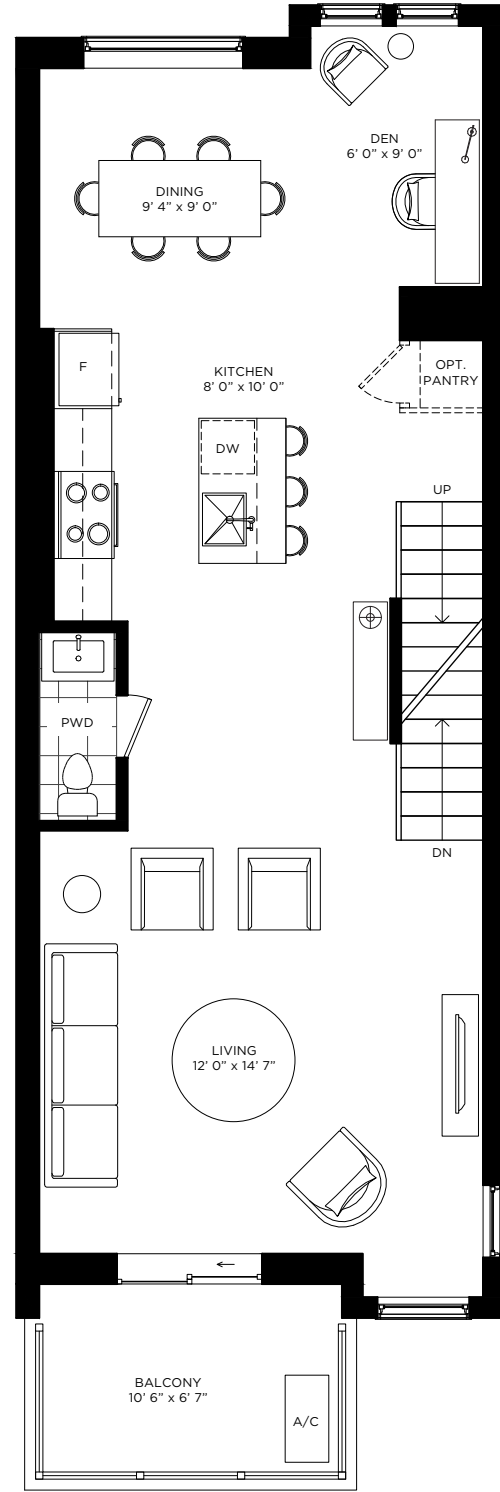 DEN
6’ 0” x 9’ 0”
DINING
9’ 4” x 9’ 0”
F
KITCHEN
8’ 0” x 10’ 0”
OPT.
PANTRY
DW
UP
PWD
DN
LIVING
12’ 0” x 14’ 7”
BALCONY
10’ 6” x 6’ 7”
A/C